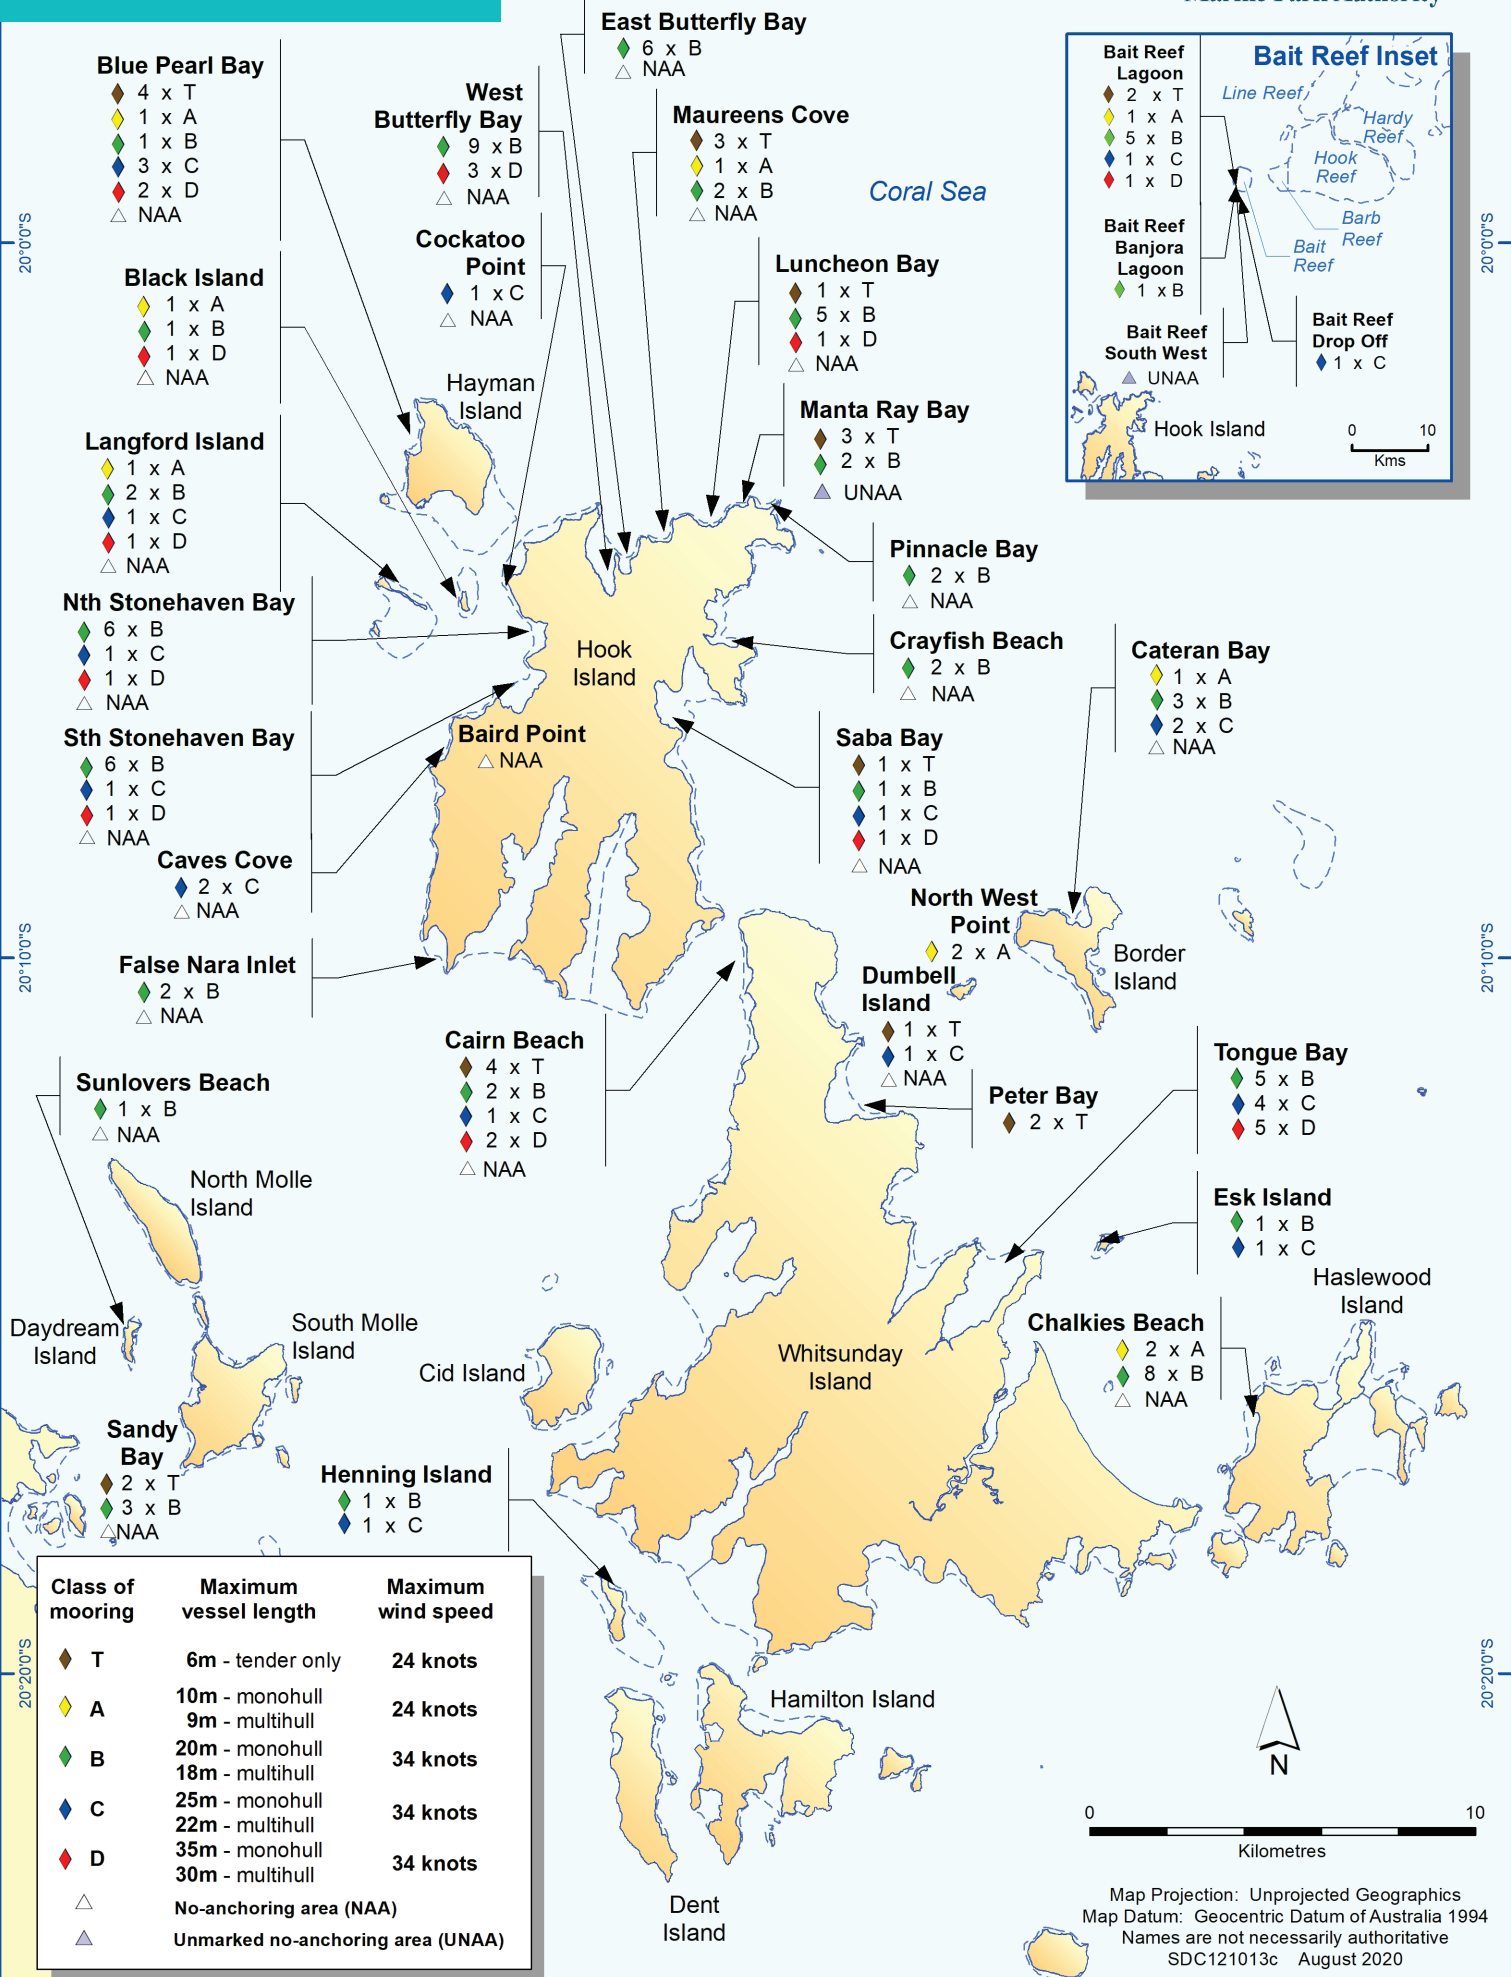 East Butterfly Bay
6 x B
NAA
Blue Pearl Bay
4 x T
1 x A
1 x B
3 x C
2 x D
NAA
West
Butterfly Bay
9 x B
3 x D
NAA
Maureens Cove
3 x T
1 x A
2 x B
NAA
Coral Sea
Cockatoo
Point
1 x C
NAA
Black Island
1 x A
1 x B
1 x D
NAA
Luncheon Bay
1 x T
5 x B
1 x D
NAA
Hayman
Island
Manta Ray Bay
3 x T
2 x B
UNAA
Langford Island
1 x A
2 x B
1 x C
1 x D
NAA
Pinnacle Bay
2 x B
NAA
Nth Stonehaven Bay
6 x B
1 x C
1 x D
NAA
Hook
Island
Crayfish Beach
2 x B
NAA
Cateran Bay
1 x A
3 x B
2 x C
NAA
Sth Stonehaven Bay
6 x B
1 x C
1 x D
NAA
Baird Point
NAA
Saba Bay
1 x T
1 x B
1 x C
1 x D
NAA
Caves Cove
2 x C
NAA
North West
Point
2 x A
Border
Island
False Nara Inlet
2 x B
NAA
Dumbell
Island
1 x T
1 x C
NAA
Cairn Beach
4 x T
2 x B
1 x C
2 x D
NAA
Peter Bay
2 x T
Tongue Bay
5 x B
4 x C
5 x D
Sunlovers Beach
1 x B
NAA
North Molle
Island
Esk Island
1 x B
1 x C
Haslewood
Island
Daydream
Island
South Molle
Island
Cid Island
Whitsunday
Island
Chalkies Beach
2 x A
8 x B
NAA
Sandy
Bay
2 x T
3 x B
NAA
Henning Island
1 x B
1 x C
Hamilton Island
Dent
Island
Bait Reef Inset
Bait Reef
Lagoon
2 x T
1 x A
5 x B
1 x C
1 x D
Line Reef
Hardy
Reef
Hook
Reef
Barb
Reef
Bait
Reef
Bait Reef
Banjora
Lagoon
1 x B
Bait Reef
South West
UNAA
Bait Reef
Drop Off
1 x C
Hook Island
0 10
Kms
20°0'0"S
20°0'0"S
20°10'0"S
20°10'0"S
20°20'0"S
20°20'0"S
Class of mooring Maximum vessel length Maximum wind speed
T 6m - tender only 24 knots
A 10m - monohull 24 knots
9m - multihull
B 20m - monohull 34 knots
18m - multihull
C 25m - monohull 34 knots
22m - multihull
D 35m - monohull 34 knots
30m - multihull
No-anchoring area (NAA)
Unmarked no-anchoring area (UNAA)
N
0 10
Kilometres
Map Projection: Unprojected Geographics
Map Datum: Geocentric Datum of Australia 1994
Names are not necessarily authoritative
SDC121013c August 2020